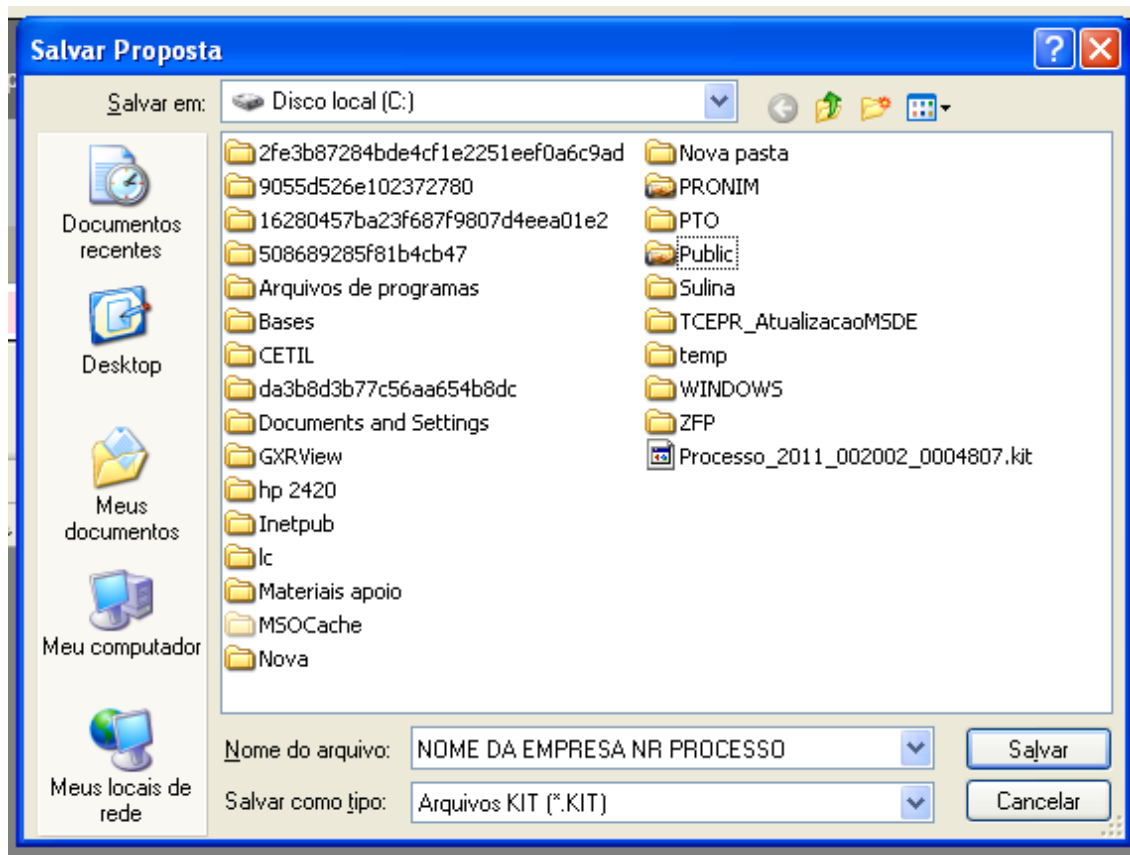 Salvar Proposta
Salvar em:
Disco local (C:)
Documentos
recentes
Desktop
Meus
documentos
Meu computador
Meus locais de
rede
2fe3b87284bde4cf1e2251eef0a6c9ad
9055d526e102372780
16280457ba23f687f9807d4eea01e2
508689285f81b4cb47
Arquivos de programas
Bases
CETIL
da3b8d3b77c56aa654b8dc
Documents and Settings
GXRView
hp 2420
Inetpub
lc
Materiais apoio
MSOCache
Nova
Nova pasta
PRONIM
PTO
Public
Sulina
TCEPR_AtualizacaoMSDE
temp
WINDOWS
ZFP
Processo_2011_002002_0004807.kit
Nome do arquivo:
NOME DA EMPRESA NR PROCESSO
Salvar
Salvar como tipo:
Arquivos KIT (*.KIT)
Cancelar